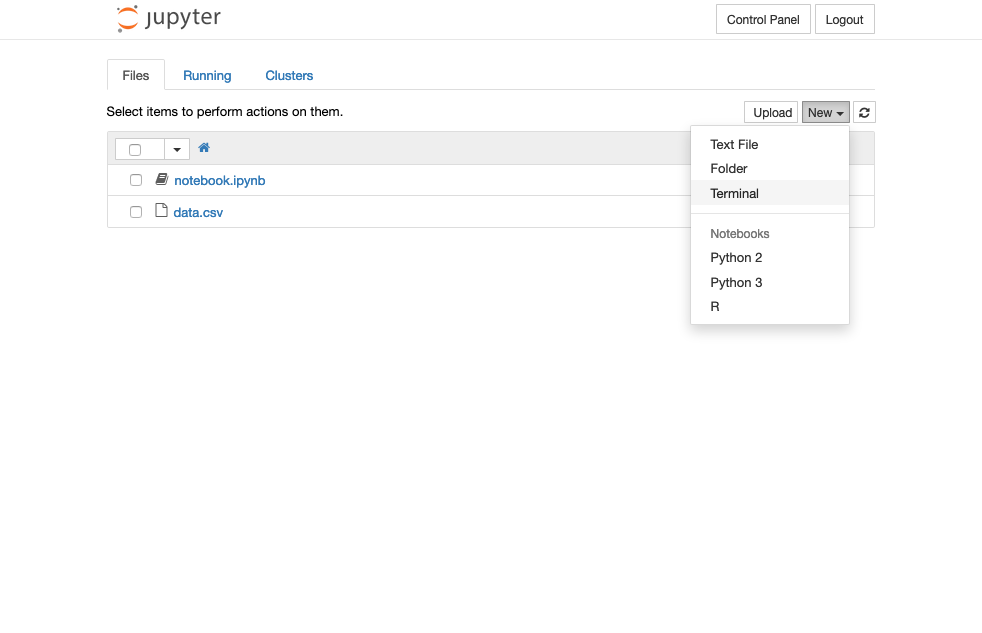 jupyter
Control Panel Logout
Files Running Clusters
Select items to perform actions on them.
Upload New
Text File
Folder
Terminal
notebook.ipynb
data.csv
Notebooks
Python 2
Python 3
R